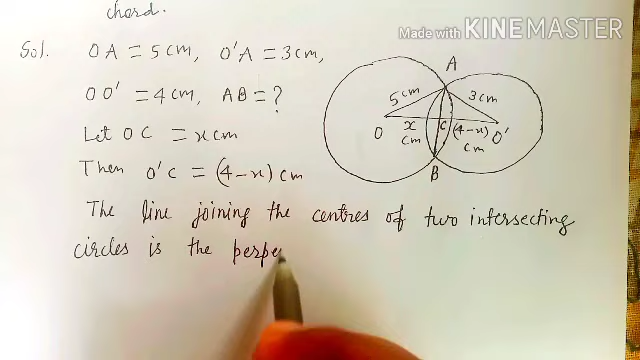 chord.
Made with KINEMASTER
Sol. OA = 5cm, O'A = 3cm,
OO' = 4cm, AB = ?
Let OC = x cm
Then O'C = (4-x) cm
A
5cm
3cm
O
x
cm
C
(4-x)
cm
O'
B
The line joining the centres of two intersecting
circles is the perpe